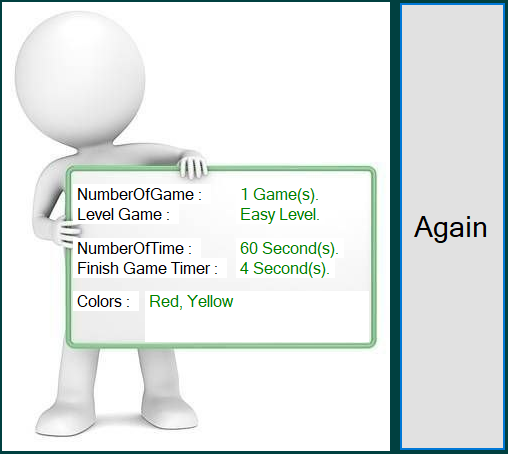 NumberOfGame : 1 Game(s).
Level Game : Easy Level.
NumberOfTime : 60 Second(s).
Finish Game Timer : 4 Second(s).
Colors : Red, Yellow
Again